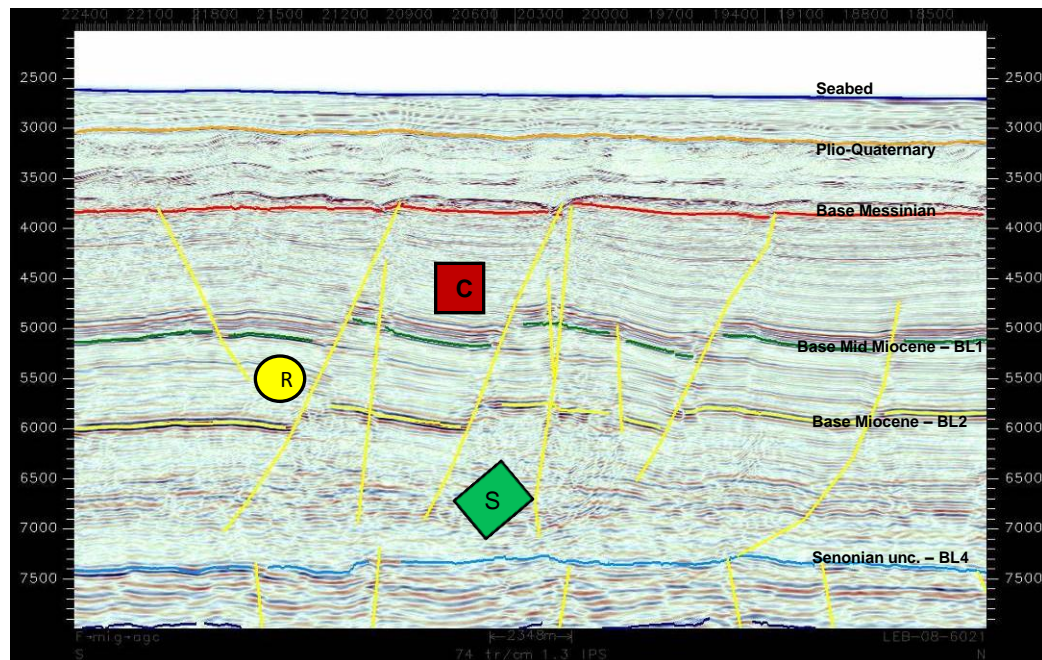 22400 22100 21800 21500 21200 20900 20600 20300 20000 19700 19400 19100 18800 18500
Seabed
2500 2500
3000 3000
Plio-Quaternary
3500 3500
Base Messinian
4000 4000
C
4500 4500
5000 5000
Base Mid Miocene – BL1
R
5500 5500
Base Miocene – BL2
6000 6000
6500 6500
S
7000 7000
Senonian unc. – BL4
7500 7500
F→mig→agc |←2348m→| LEB-08-6021
S 74 tr/cm 1.3 IPS N